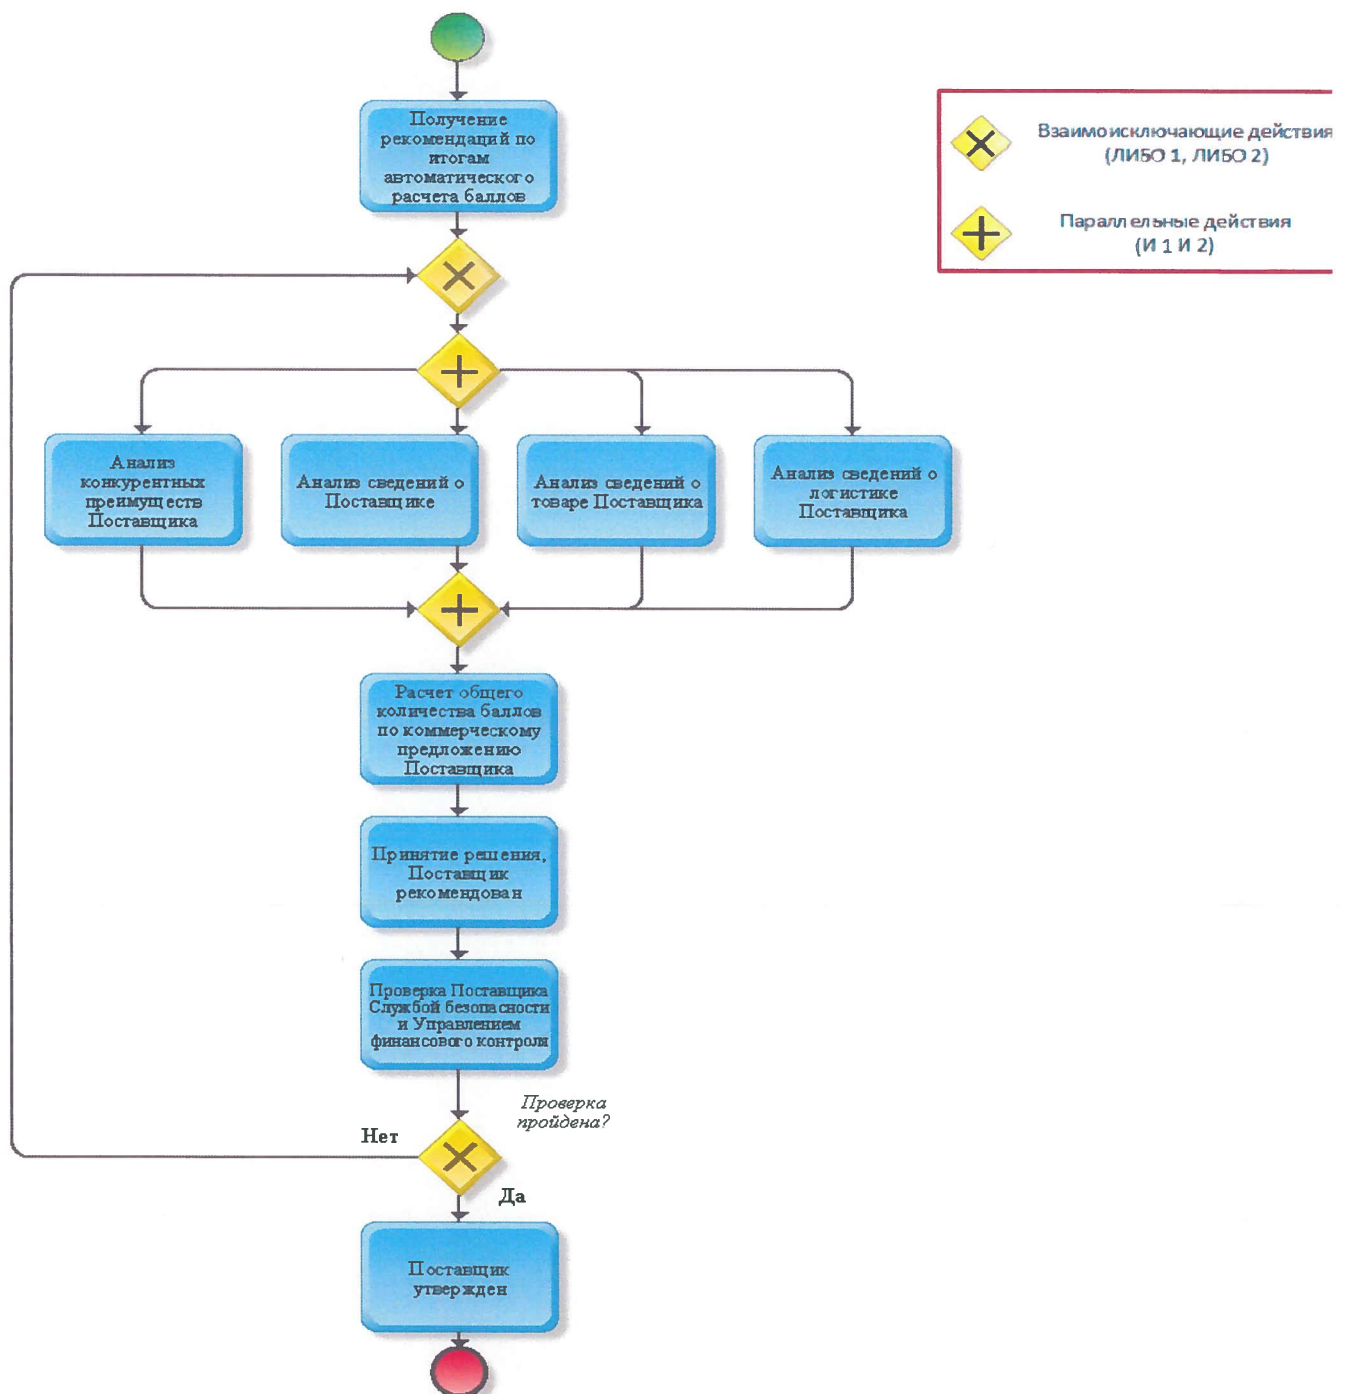 Получение
рекомендаций по
итогам
автоматического
расчета баллов
Взаимоисключающие действия
(ЛИБО 1, ЛИБО 2)
Параллельные действия
(И 1 И 2)
Анализ
конкурентных
преимуществ
Поставщика
Анализ сведений о
Поставщике
Анализ сведений о
товаре Поставщика
Анализ сведений о
логистике
Поставщика
Расчет общего
количества баллов
по коммерческому
предложению
Поставщика
Принятие решения,
Поставщик
рекомендован
Проверка Поставщика
Службой безопасности
и Управлением
финансового контроля
Проверка
пройдена?
Нет
Да
Поставщик
утвержден